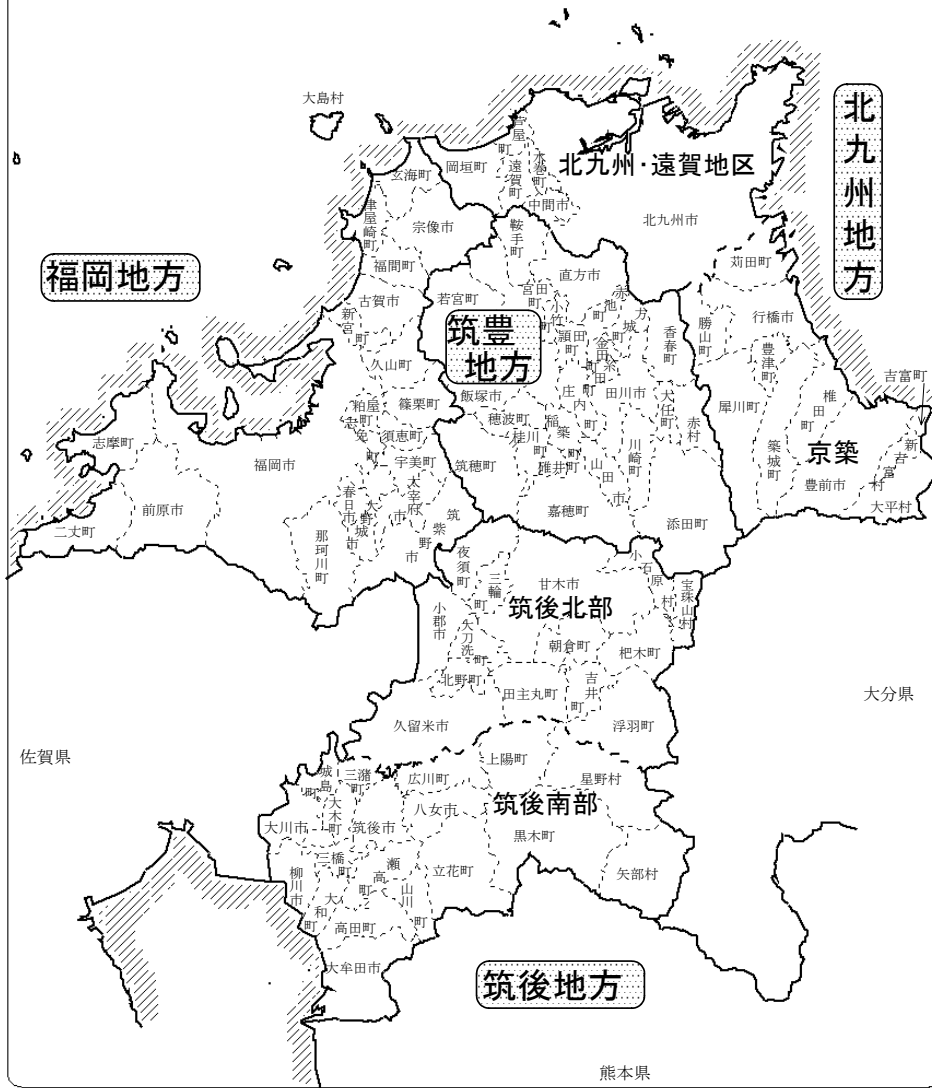 大島村
北九州地方
芦屋町
岡垣町
遠賀町
水巻町
北九州・遠賀地区
玄海町
中間市
津屋崎町
宗像市
北九州市
鞍手町
福間町
福岡地方
直方市
苅田町
宮田町
若宮町
古賀市
小竹町
赤池町
方城町
新宮町
勝山町
行橋市
筑豊
地方
頴田町
金田町
糸田町
香春町
豊津町
久山町
吉富町
飯塚市
庄内町
田川市
大任町
犀川町
椎田町
粕屋町
篠栗町
穂波町
稲築町
赤村
志免町
須恵町
桂川町
川崎町
新吉富村
志摩町
福岡市
宇美町
筑穂町
碓井町
山田市
築城町
京築
豊前市
春日市
大野城市
太宰府市
嘉穂町
大平村
前原市
筑紫野市
添田町
二丈町
那珂川町
夜須町
三輪町
甘木市
小石原村
宝珠山村
小郡市
筑後北部
大刀洗町
朝倉町
杷木町
北野町
田主丸町
吉井町
大分県
久留米市
浮羽町
佐賀県
上陽町
城島町
三潴町
広川町
星野村
大木町
八女市
筑後南部
大川市
筑後市
黒木町
三橋町
瀬高町
立花町
柳川市
矢部村
山川町
大和町
高田町
大牟田市
筑後地方
熊本県